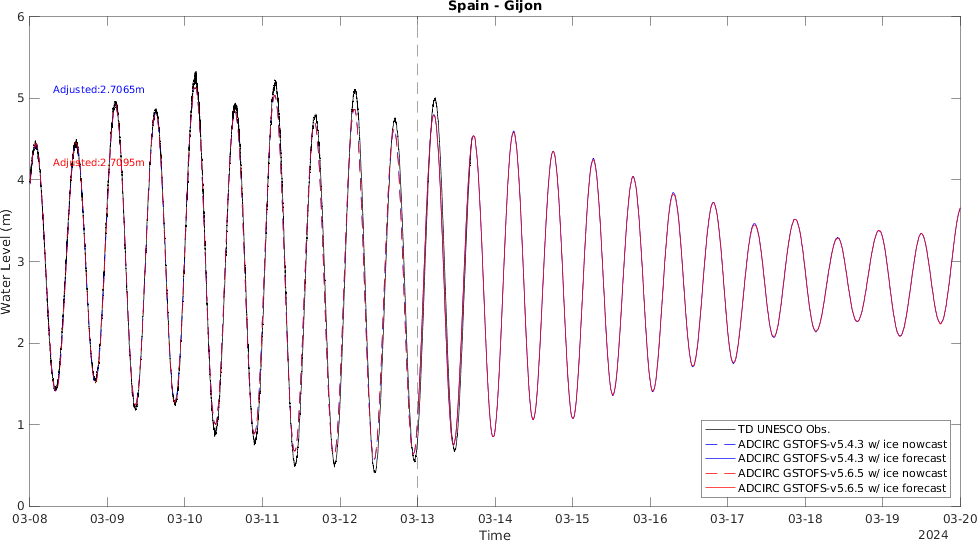 Spain - Gijon
6
5
4
3
2
1
0
Water Level (m)
Adjusted:2.7065m
Adjusted:2.7095m
TD UNESCO Obs.
ADCIRC GSTOFS-v5.4.3 w/ ice nowcast
ADCIRC GSTOFS-v5.4.3 w/ ice forecast
ADCIRC GSTOFS-v5.6.5 w/ ice nowcast
ADCIRC GSTOFS-v5.6.5 w/ ice forecast
03-08 03-09 03-10 03-11 03-12 03-13 03-14 03-15 03-16 03-17 03-18 03-19 03-20
Time
2024